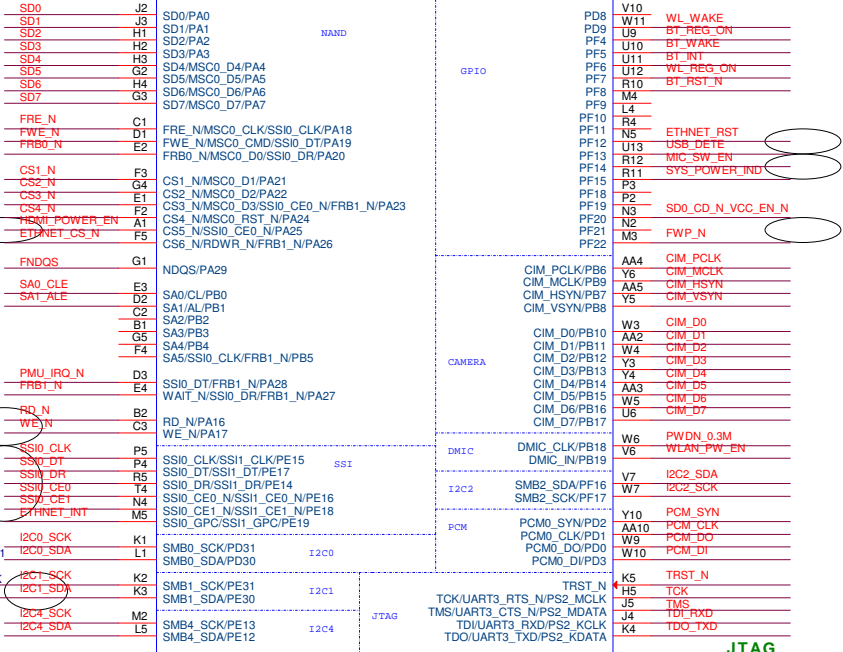 SD0 J2 SD0/PA0
SD1 J3 SD1/PA1
SD2 H1 SD2/PA2
SD3 H2 SD3/PA3
SD4 H3 SD4/MSC0_D4/PA4
SD5 G2 SD5/MSC0_D5/PA5
SD6 H4 SD6/MSC0_D6/PA6
SD7 G3 SD7/MSC0_D7/PA7
NAND
FRE_N C1 FRE_N/MSC0_CLK/SSI0_CLK/PA18
FWE_N D1 FWE_N/MSC0_CMD/SSI0_DT/PA19
FRB0_N E2 FRB0_N/MSC0_D0/SSI0_DR/PA20
CS1_N F3 CS1_N/MSC0_D1/PA21
CS2_N G4 CS2_N/MSC0_D2/PA22
CS3_N E1 CS3_N/MSC0_D3/SSI0_CE0_N/FRB1_N/PA23
CS4_N F2 CS4_N/MSC0_RST_N/PA24
HDMI_POWER_EN A1 CS5_N/SSI0_CE0_N/PA25
ETHNET_CS_N F5 CS6_N/RDWR_N/FRB1_N/PA26
FNDQS G1 NDQS/PA29
SA0_CLE E3 SA0/CL/PB0
SA1_ALE D2 SA1/AL/PB1
C2 SA2/PB2
B1 SA3/PB3
G5 SA4/PB4
F4 SA5/SSI0_CLK/FRB1_N/PB5
PMU_IRQ_N D3 SSI0_DT/FRB1_N/PA28
FRB1_N E4 WAIT_N/SSI0_DR/FRB1_N/PA27
RD_N B2 RD_N/PA16
WE_N C3 WE_N/PA17
SSI0_CLK P5 SSI0_CLK/SSI1_CLK/PE15
SSI0_DT P4 SSI0_DT/SSI1_DT/PE17
SSI0_DR R5 SSI0_DR/SSI1_DR/PE14
SSI0_CE0 T4 SSI0_CE0_N/SSI1_CE0_N/PE16
SSI0_CE1 N4 SSI0_CE1_N/SSI1_CE1_N/PE18
ETHNET_INT M5 SSI0_GPC/SSI1_GPC/PE19
SSI
I2C0_SCK K1 SMB0_SCK/PD31
I2C0_SDA L1 SMB0_SDA/PD30
I2C0
I2C1_SCK K2 SMB1_SCK/PE31
I2C1_SDA K3 SMB1_SDA/PE30
I2C1
I2C4_SCK M2 SMB4_SCK/PE13
I2C4_SDA L5 SMB4_SDA/PE12
I2C4
GPIO
PD8 V10
PD9 W11 WL_WAKE
PF4 U9 BT_REG_ON
PF5 U10 BT_WAKE
PF6 U11 BT_INT
PF7 U12 WL_REG_ON
PF8 R10 BT_RST_N
PF9 M4
PF10 L4
PF11 R4
PF12 N5 ETHNET_RST
PF13 U13 USB_DETE
PF14 R12 MIC_SW_EN
PF15 R11 SYS_POWER_IND
PF18 P3
PF19 P2
PF20 N3 SD0_CD_N_VCC_EN_N
PF21 N2
PF22 M3 FWP_N
CAMERA
CIM_PCLK/PB6 AA4 CIM_PCLK
CIM_MCLK/PB9 Y6 CIM_MCLK
CIM_HSYN/PB7 AA5 CIM_HSYN
CIM_VSYN/PB8 Y5 CIM_VSYN
CIM_D0/PB10 W3 CIM_D0
CIM_D1/PB11 AA2 CIM_D1
CIM_D2/PB12 W4 CIM_D2
CIM_D3/PB13 Y3 CIM_D3
CIM_D4/PB14 Y4 CIM_D4
CIM_D5/PB15 AA3 CIM_D5
CIM_D6/PB16 W5 CIM_D6
CIM_D7/PB17 U6 CIM_D7
DMIC
DMIC_CLK/PB18 W6 PWDN_0.3M
DMIC_IN/PB19 V6 WLAN_PW_EN
I2C2
SMB2_SDA/PF16 V7 I2C2_SDA
SMB2_SCK/PF17 W7 I2C2_SCK
PCM
PCM0_SYN/PD2 Y10 PCM_SYN
PCM0_CLK/PD1 AA10 PCM_CLK
PCM0_DO/PD0 W9 PCM_DO
PCM0_DI/PD3 W10 PCM_DI
JTAG
TRST_N K5 TRST_N
TCK/UART3_RTS_N/PS2_MCLK H5 TCK
TMS/UART3_CTS_N/PS2_MDATA J5 TMS
TDI/UART3_RXD/PS2_KCLK J4 TDI_RXD
TDO/UART3_TXD/PS2_KDATA K4 TDO_TXD
JTAG